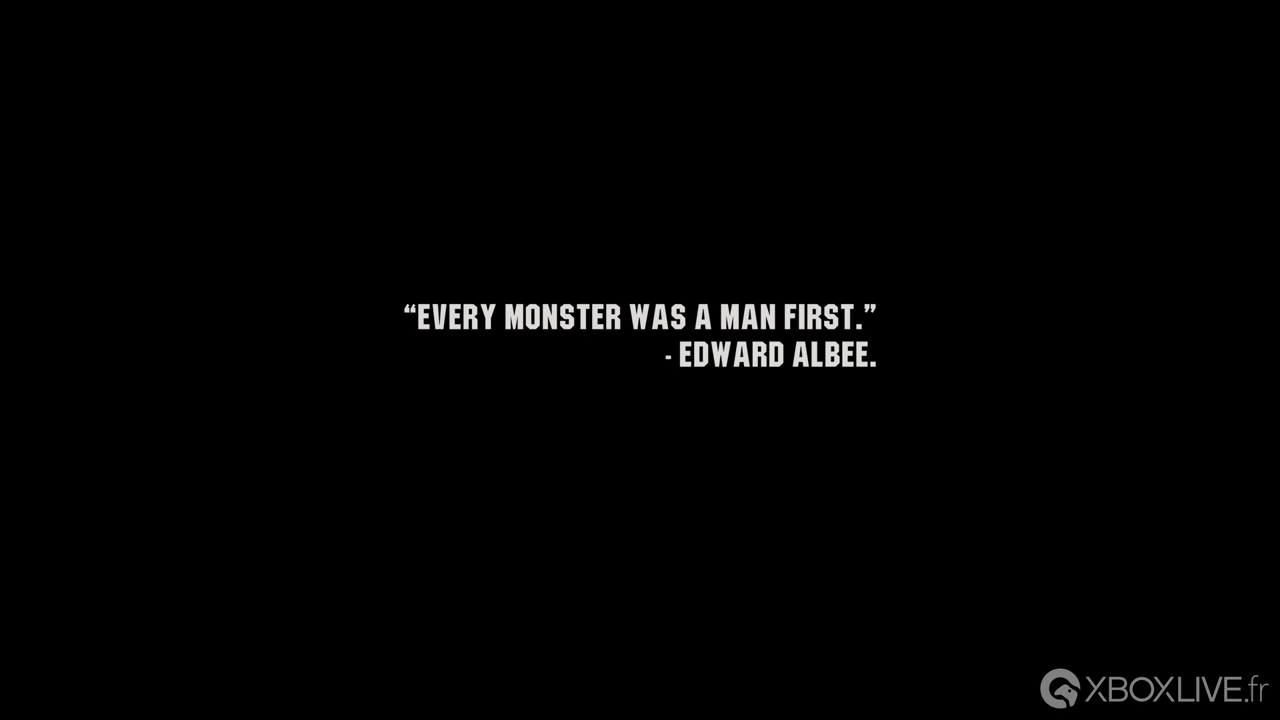 “EVERY MONSTER WAS A MAN FIRST.”
- EDWARD ALBEE.
XBOXLIVE.fr